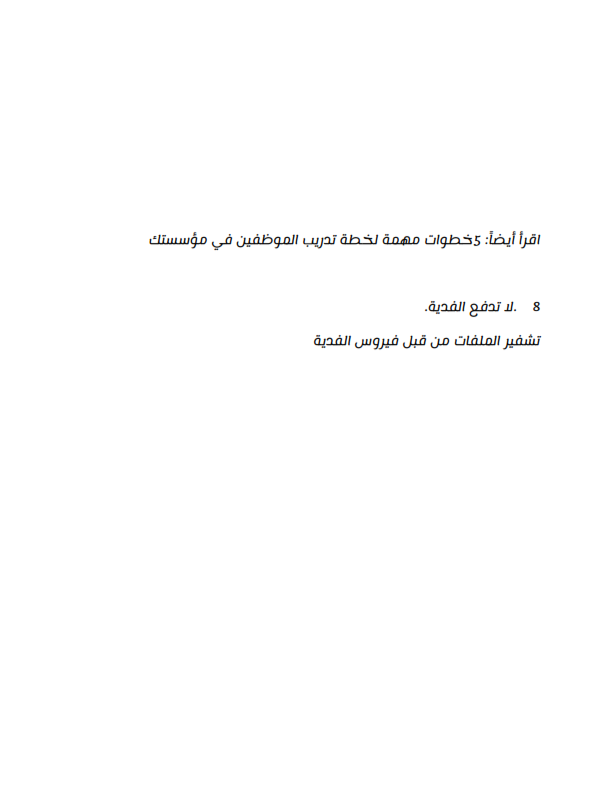 اقرأ أيضاً: 5خطوات مهمة لخطة تدريب الموظفين في مؤسستك
8 .لا تدفع الفدية.
تشفير الملفات من قبل فيروس الفدية